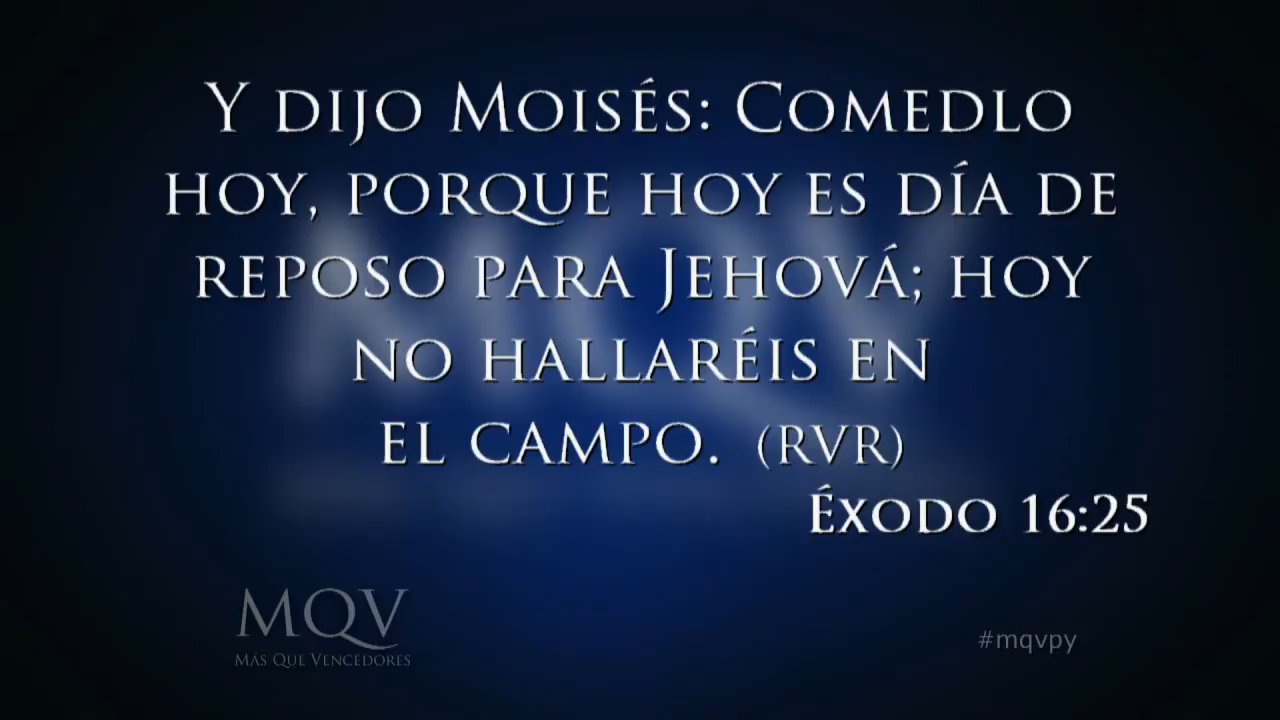 Y dijo Moisés: Comedlo
hoy, porque hoy es día de
reposo para Jehová; hoy
no hallaréis en
el campo. (RVR)
Éxodo 16:25
MQV
Más Que Vencedores
#mqvpy